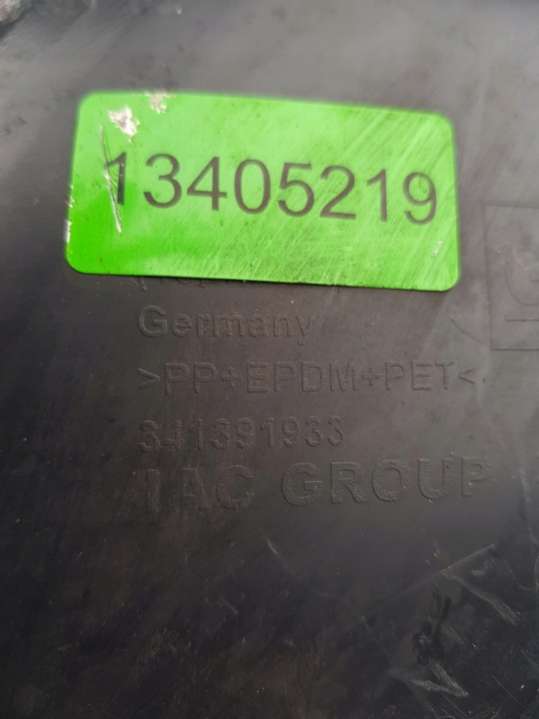 13405219
Germany
>PP+EPDM+PET<
341391933
IAC GROUP